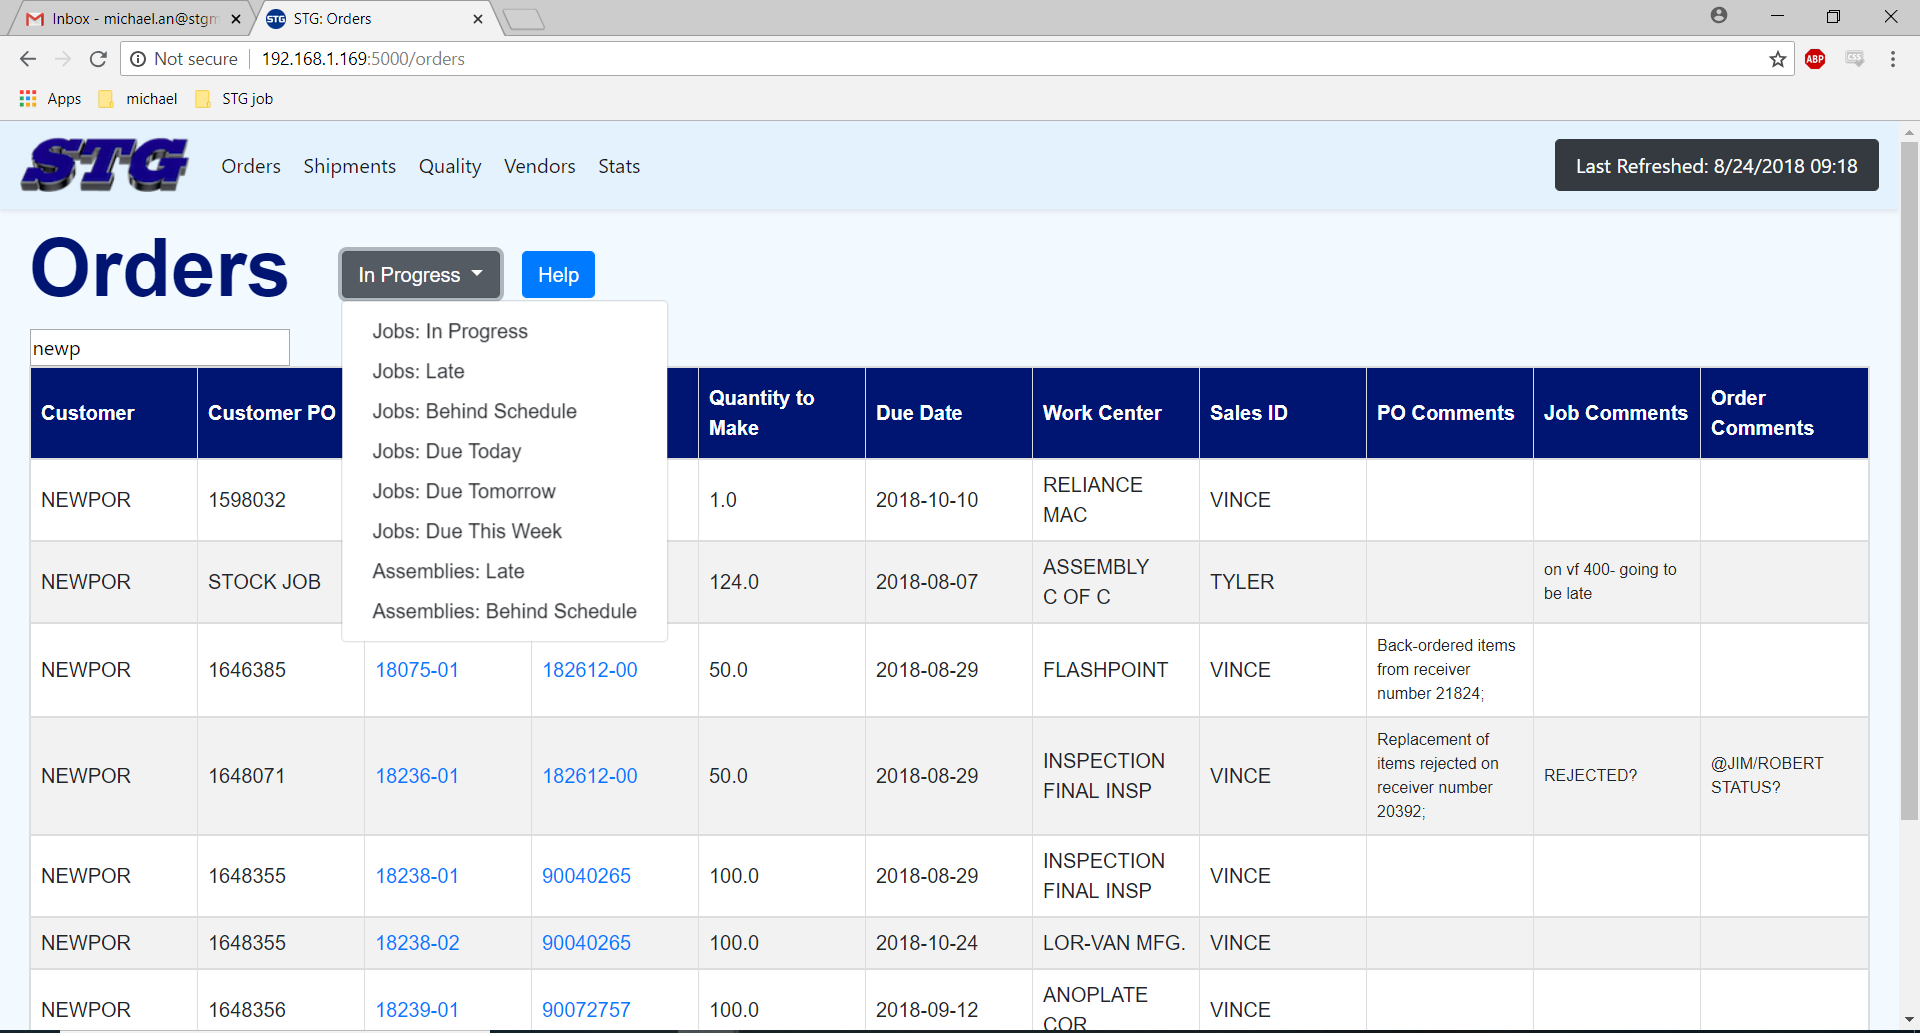 Inbox - michael.an@stgm
STG STG: Orders
Not secure 192.168.1.169:5000/orders
ABP
CSS
Apps michael STG job
STG
Orders Shipments Quality Vendors Stats
Last Refreshed: 8/24/2018 09:18
Orders
In Progress
Help
Jobs: In Progress
Jobs: Late
Jobs: Behind Schedule
Jobs: Due Today
Jobs: Due Tomorrow
Jobs: Due This Week
Assemblies: Late
Assemblies: Behind Schedule
newp
Customer Customer PO Quantity to Make Due Date Work Center Sales ID PO Comments Job Comments Order Comments
NEWPOR 1598032 1.0 2018-10-10 RELIANCE MAC VINCE
NEWPOR STOCK JOB 124.0 2018-08-07 ASSEMBLY C OF C TYLER on vf 400- going to be late
NEWPOR 1646385 18075-01 182612-00 50.0 2018-08-29 FLASHPOINT VINCE Back-ordered items from receiver number 21824;
NEWPOR 1648071 18236-01 182612-00 50.0 2018-08-29 INSPECTION FINAL INSP VINCE Replacement of items rejected on receiver number 20392; REJECTED? @JIM/ROBERT STATUS?
NEWPOR 1648355 18238-01 90040265 100.0 2018-08-29 INSPECTION FINAL INSP VINCE
NEWPOR 1648355 18238-02 90040265 100.0 2018-10-24 LOR-VAN MFG. VINCE
NEWPOR 1648356 18239-01 90072757 100.0 2018-09-12 ANOPLATE COR VINCE